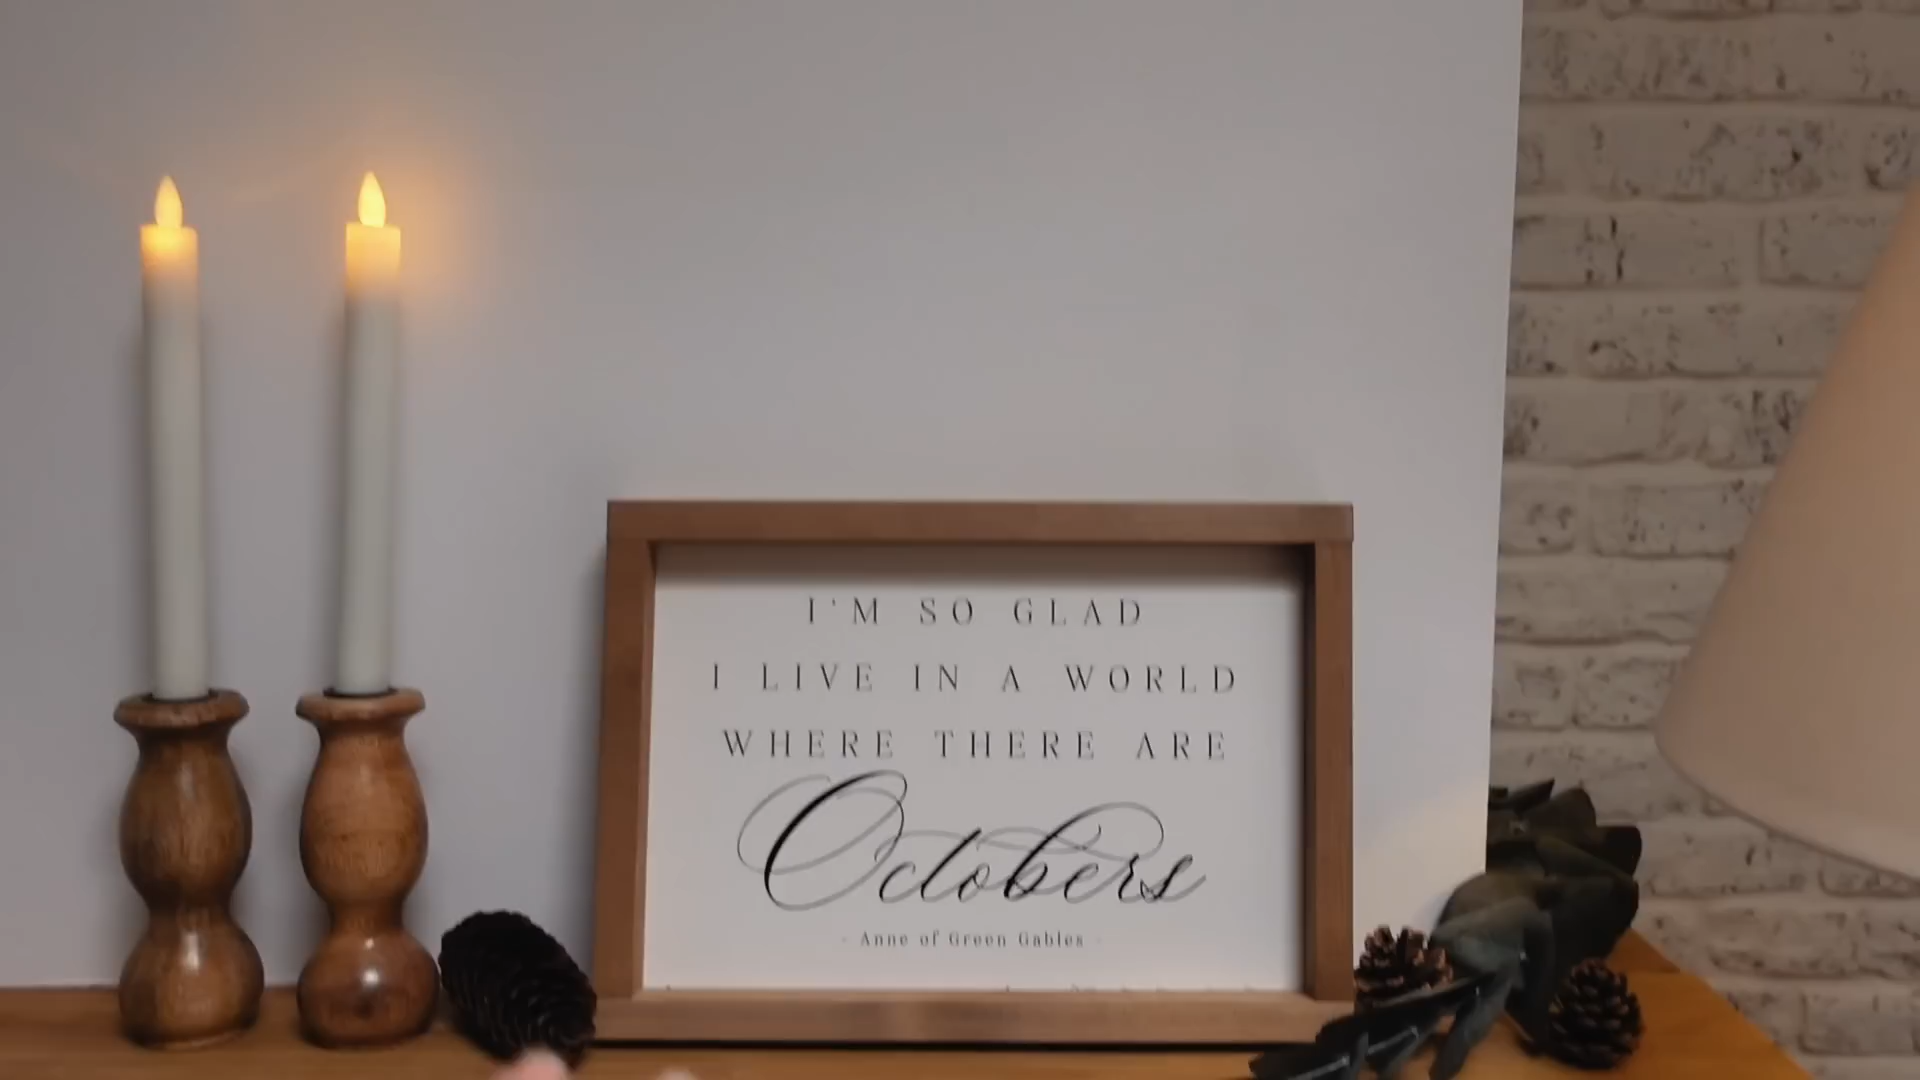 I'M SO GLAD
I LIVE IN A WORLD
WHERE THERE ARE
Octobers
- Anne of Green Gables -